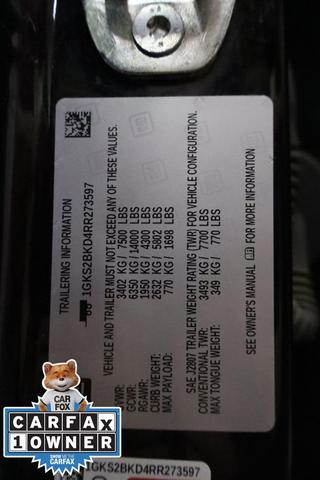 TRAILERING INFORMATION
1GKS2BKD4RR273597
VEHICLE AND TRAILER MUST NOT EXCEED ANY OF THESE VALUES.
GVWR: 3402 KG / 7500 LBS
GCWR: 6350 KG / 14000 LBS
RGAWR: 1950 KG / 4300 LBS
CURB WEIGHT: 2632 KG / 5802 LBS
MAX PAYLOAD: 770 KG / 1698 LBS
SAE J2807 TRAILER WEIGHT RATING (TWR) FOR VEHICLE CONFIGURATION.
CONVENTIONAL TWR: 3493 KG / 7700 LBS
MAX TONGUE WEIGHT: 349 KG / 770 LBS
SEE OWNER'S MANUAL FOR MORE INFORMATION
1GKS2BKD4RR273597
CAR
FOX
CARFAX
1 OWNER
SHOW ME THE
CARFAX